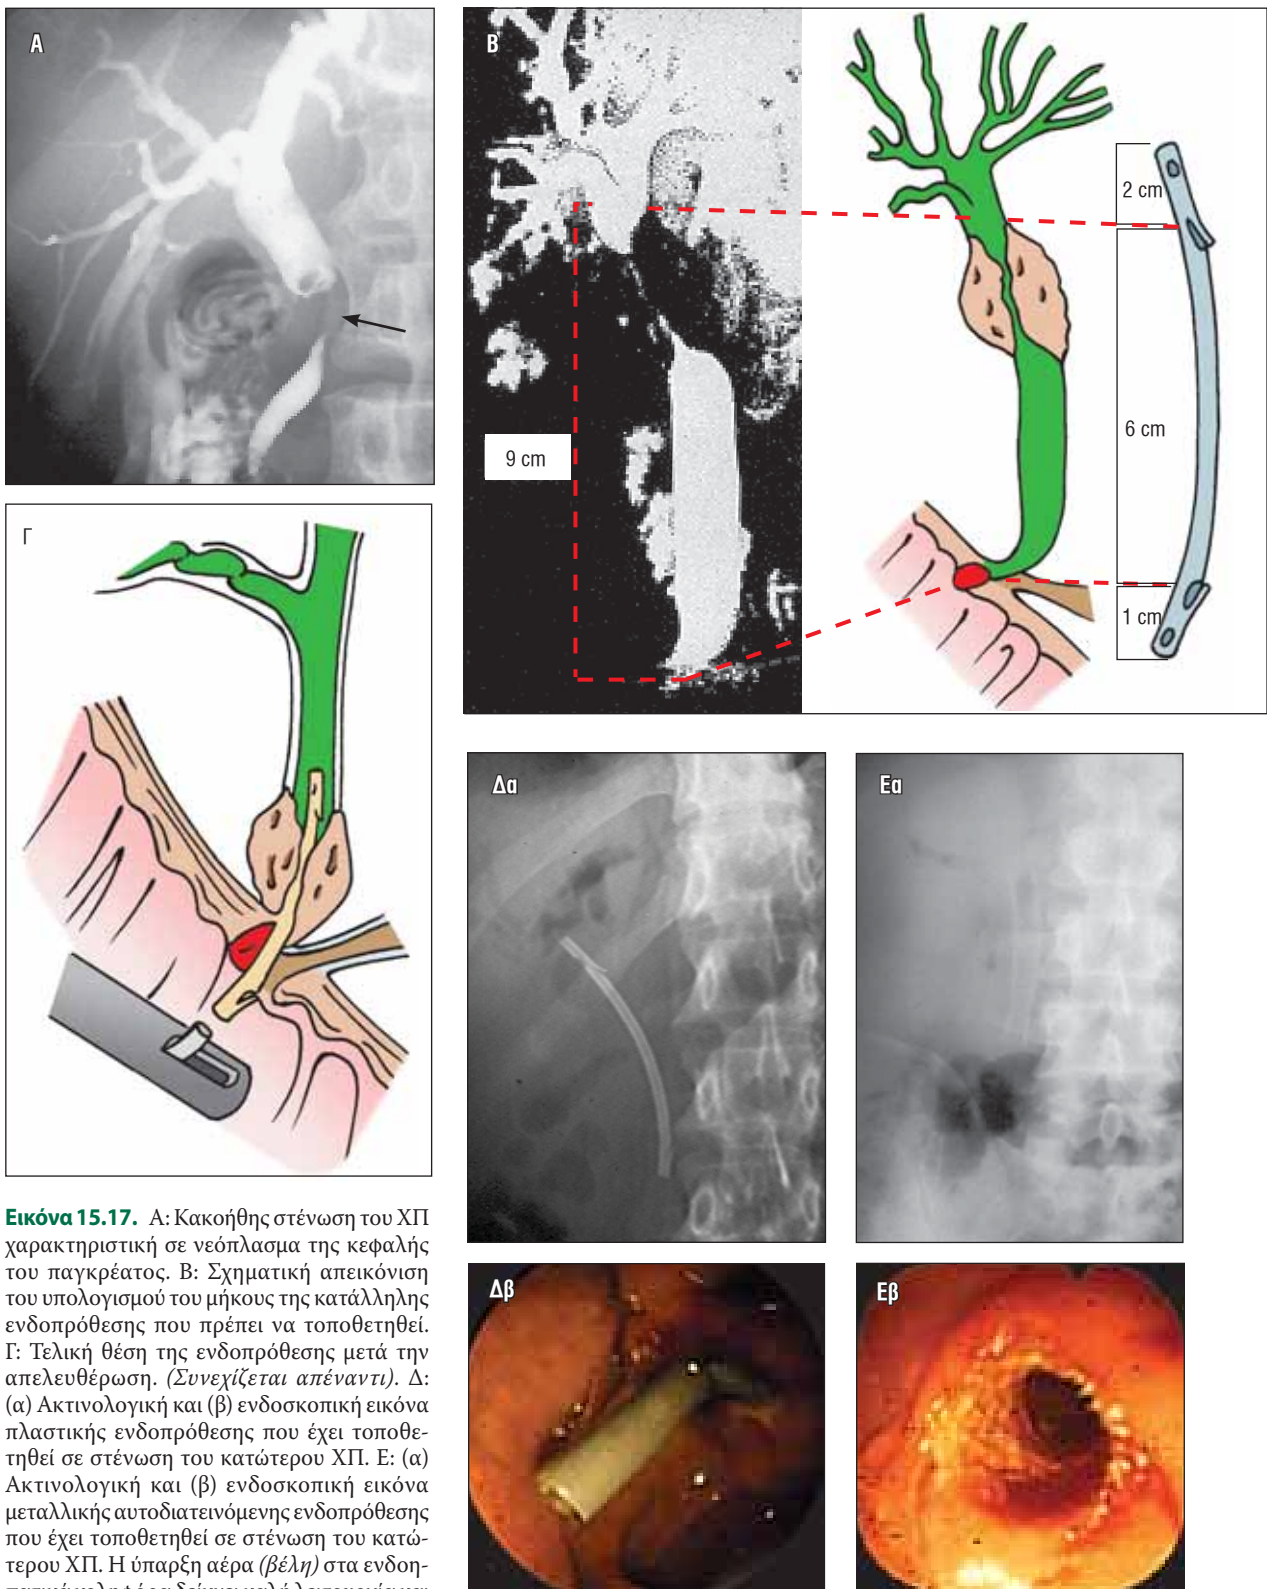 A
B
2 cm
9 cm
6 cm
1 cm
Γ
Δα
Εα
Δβ
Εβ
Εικόνα 15.17. Α: Κακοήθης στένωση του ΧΠ
χαρακτηριστική σε νεόπλασμα της κεφαλής
του παγκρέατος. Β: Σχηματική απεικόνιση
του υπολογισμού του μήκους της κατάλληλης
ενδοπρόθεσης που πρέπει να τοποθετηθεί.
Γ: Τελική θέση της ενδοπρόθεσης μετά την
απελευθέρωση. (Συνεχίζεται απέναντι). Δ:
(α) Ακτινολογική και (β) ενδοσκοπική εικόνα
πλαστικής ενδοπρόθεσης που έχει τοποθε-
τηθεί σε στένωση του κατώτερου ΧΠ. Ε: (α)
Ακτινολογική και (β) ενδοσκοπική εικόνα
μεταλλικής αυτοδιατεινόμενης ενδοπρόθεσης
που έχει τοποθετηθεί σε στένωση του κατώ-
τερου ΧΠ. Η ύπαρξη αέρα (βέλη) στα ενδοη-